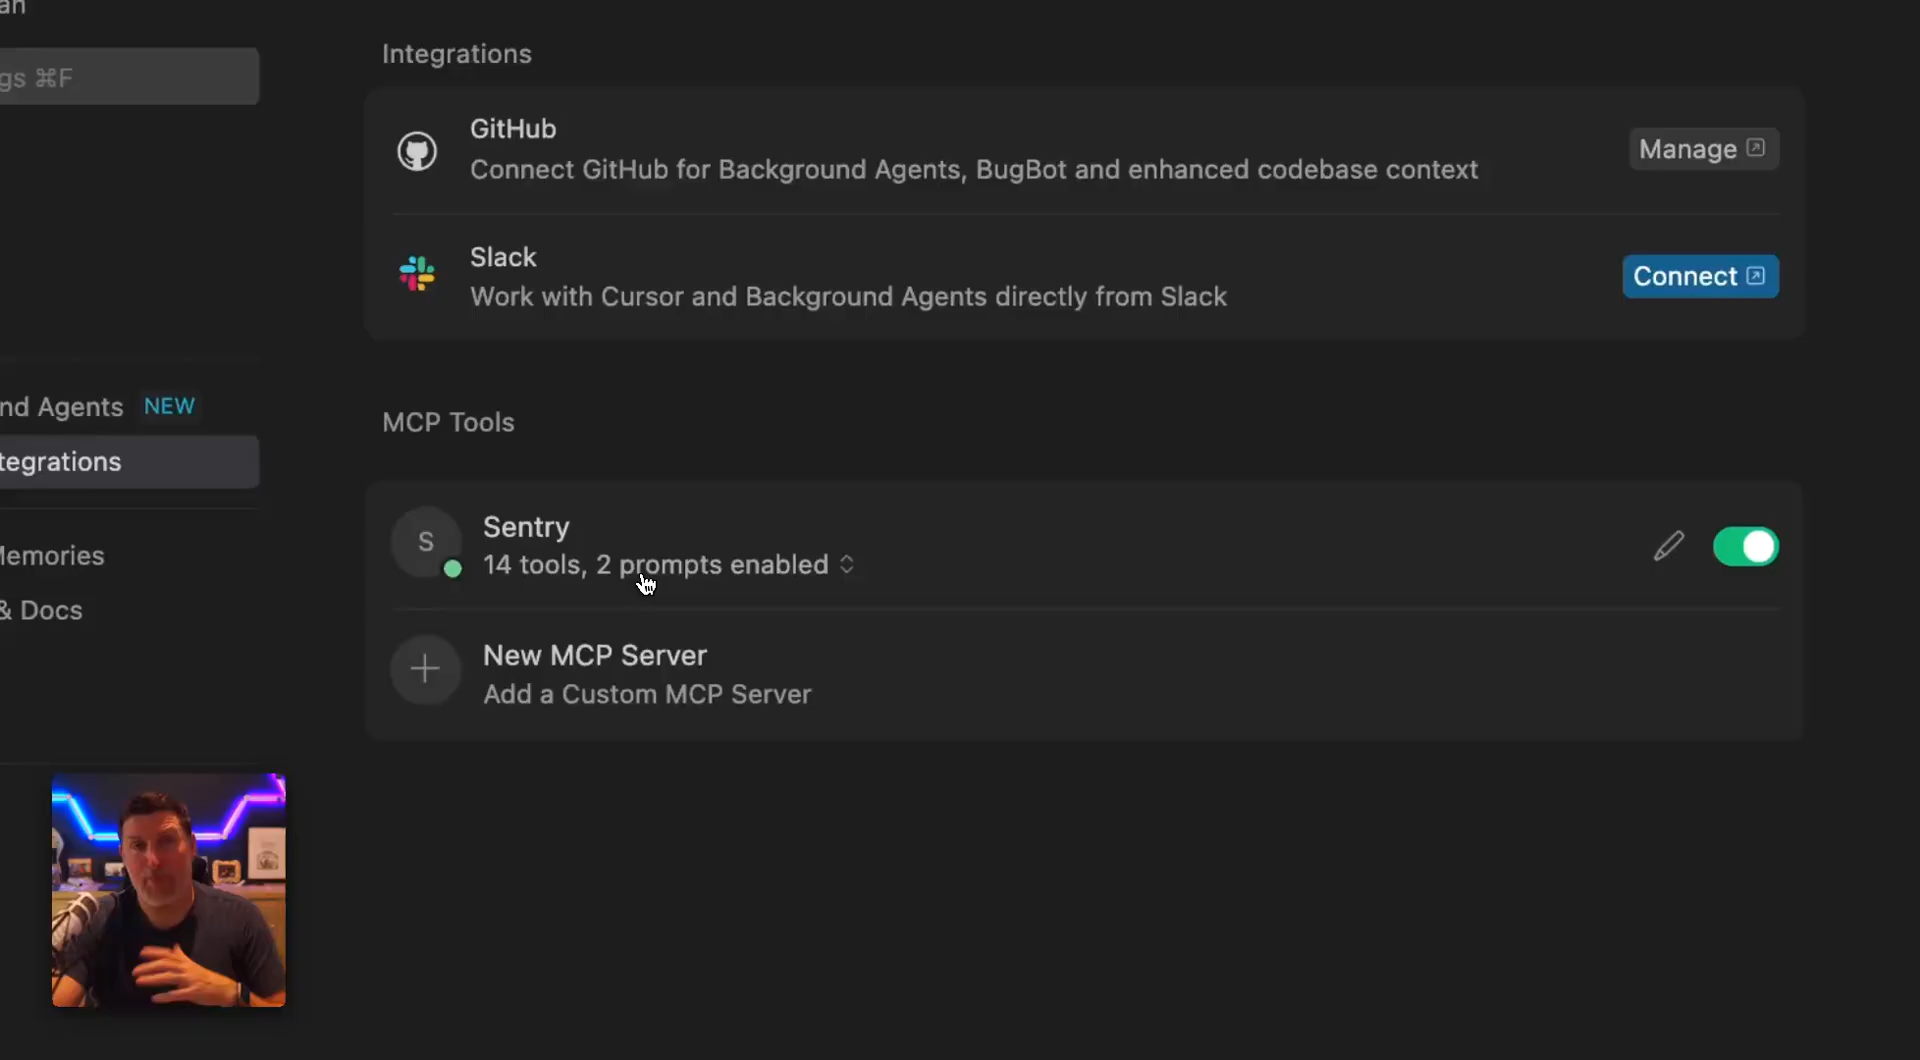 an
gs ⌘F
nd Agents NEW
tegrations
Memories
& Docs
Integrations
GitHub
Connect GitHub for Background Agents, BugBot and enhanced codebase context
Manage
Slack
Work with Cursor and Background Agents directly from Slack
Connect
MCP Tools
S
Sentry
14 tools, 2 prompts enabled
New MCP Server
Add a Custom MCP Server